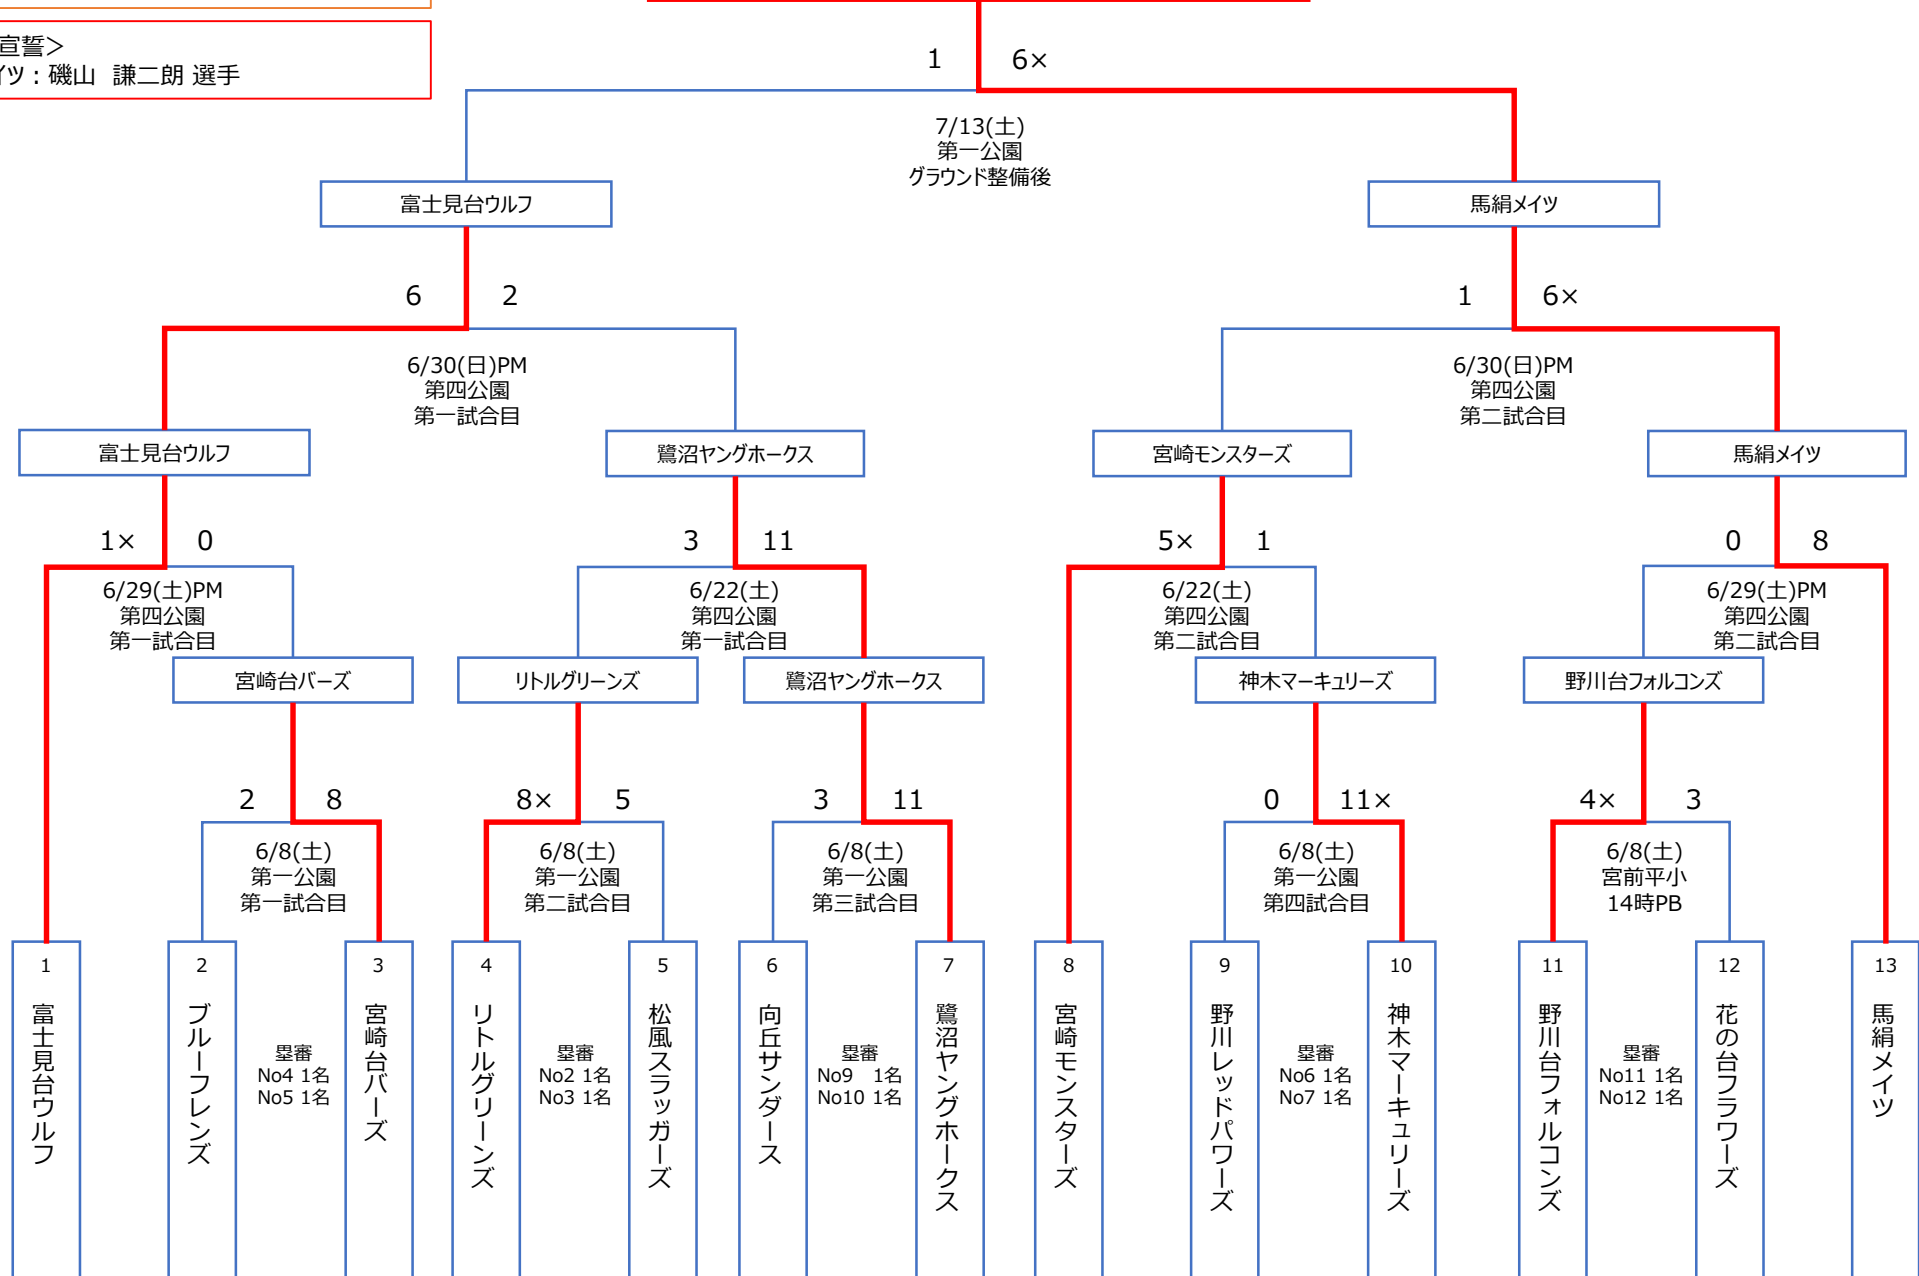 宣誓＞
磯山 謙二朗 選手
1 6×
7/13(土)
第一公園
グラウンド整備後
富士見台ウルフ
馬絹メイツ
6 2
1 6×
6/30(日)PM
第四公園
第一試合目
6/30(日)PM
第四公園
第二試合目
富士見台ウルフ
鷺沼ヤングホークス
宮崎モンスターズ
馬絹メイツ
1× 0
3 11
5× 1
0 8
6/29(土)PM
第四公園
第一試合目
6/22(土)
第四公園
第一試合目
6/22(土)
第四公園
第二試合目
6/29(土)PM
第四公園
第二試合目
宮崎台バーズ
リトルグリーンズ
鷺沼ヤングホークス
神木マーキュリーズ
野川台フォルコンズ
2 8
8× 5
3 11
0 11×
4× 3
6/8(土)
第一公園
第一試合目
6/8(土)
第一公園
第二試合目
6/8(土)
第一公園
第三試合目
6/8(土)
第一公園
第四試合目
6/8(土)
宮前平小
14時PB
1
富士見台ウルフ
2
ブルーフレンズ
塁審
No4 1名
No5 1名
3
宮崎台バーズ
4
リトルグリーンズ
塁審
No2 1名
No3 1名
5
松風スラッガーズ
6
向丘サンダース
塁審
No9 1名
No10 1名
7
鷺沼ヤングホークス
8
宮崎モンスターズ
9
野川レッドパワーズ
塁審
No6 1名
No7 1名
10
神木マーキュリーズ
11
野川台フォルコンズ
塁審
No11 1名
No12 1名
12
花の台フラワーズ
13
馬絹メイツ